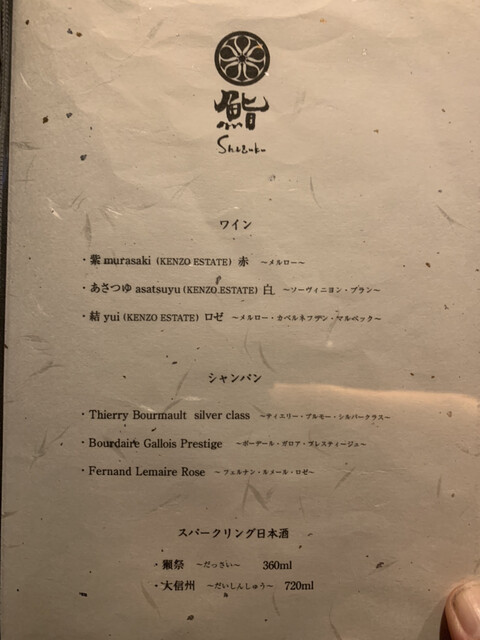 鮨
Shizuku
ワイン
・紫 murasaki (KENZO ESTATE) 赤 ～メルロー～
・あさつゆ asatsuyu (KENZO ESTATE) 白 ～ソーヴィニヨン・ブラン～
・結 yui (KENZO ESTATE) ロゼ ～メルロー・カベルネフラン・マルベック～
シャンパン
・Thierry Bourmault silver class ～ティエリー・ブルモー・シルバークラス～
・Bourdaire Gallois Prestige ～ボーデール・ガロア・プレスティージュ～
・Fernand Lemaire Rose ～フェルナン・ルメール・ロゼ～
スパークリング日本酒
・獺祭 ～だっさい～ 360ml
・大信州 ～だいしんしゅう～ 720ml